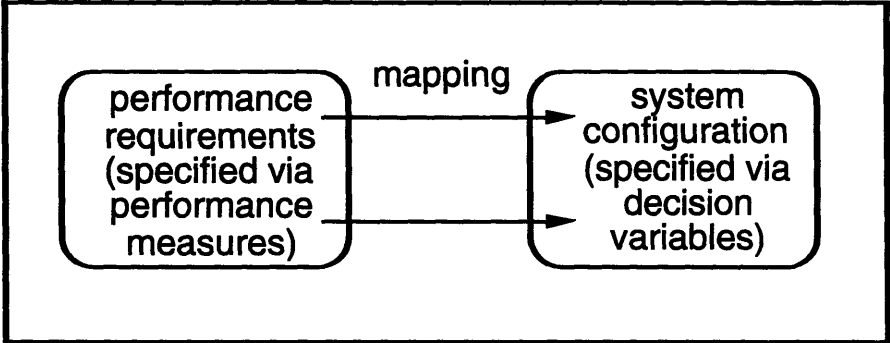 mapping
performance
requirements
(specified via
performance
measures)
system
configuration
(specified via
decision
variables)